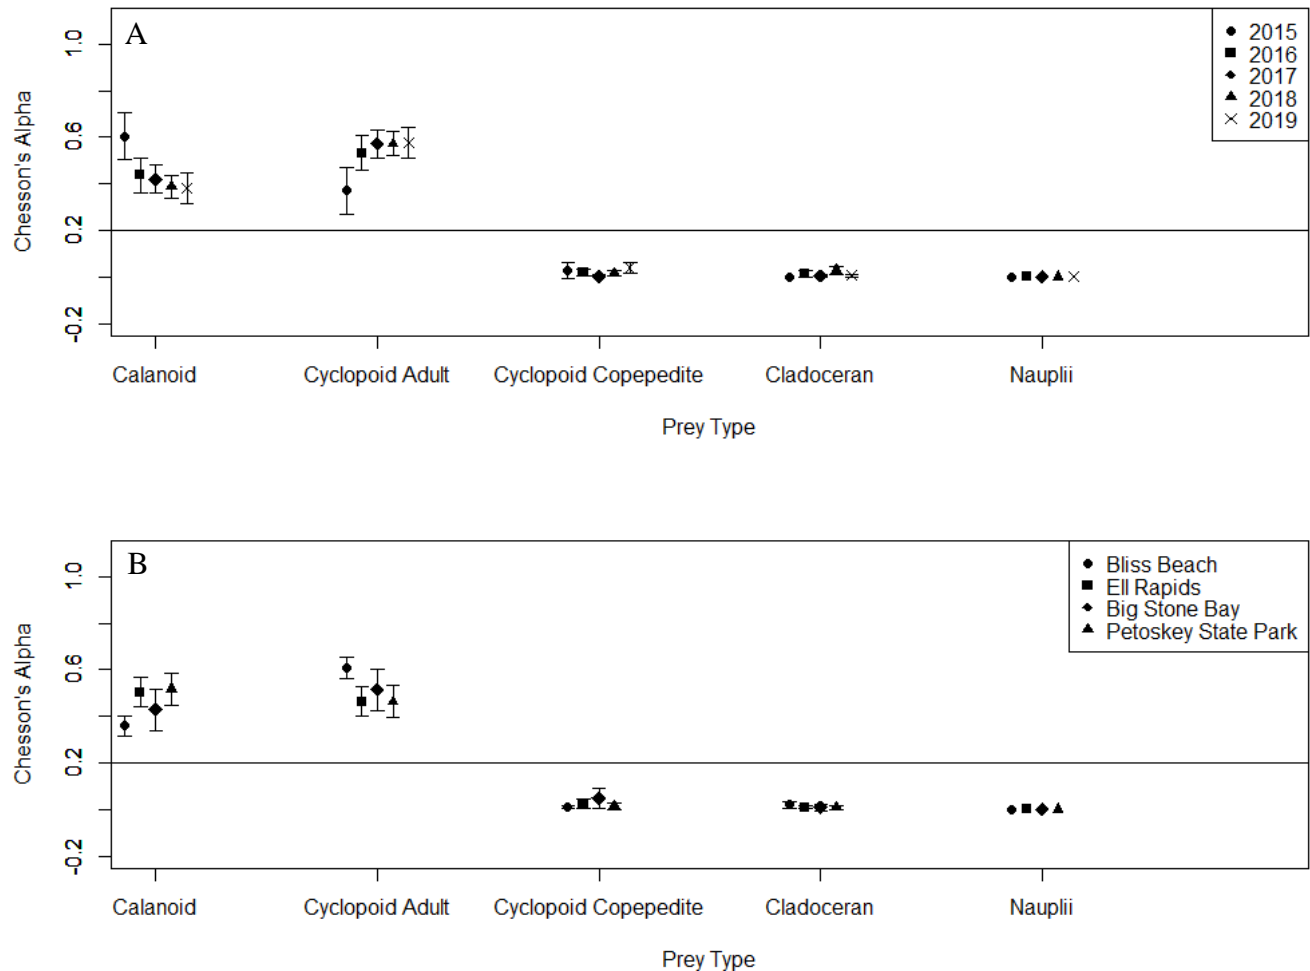 A
2015
2016
2017
2018
2019
1.0
0.6
0.2
-0.2
Chesson's Alpha
Calanoid Cyclopoid Adult Cyclopoid Copepedite Cladoceran Nauplii
Prey Type
B
Bliss Beach
Ell Rapids
Big Stone Bay
Petoskey State Park
1.0
0.6
0.2
-0.2
Chesson's Alpha
Calanoid Cyclopoid Adult Cyclopoid Copepedite Cladoceran Nauplii
Prey Type